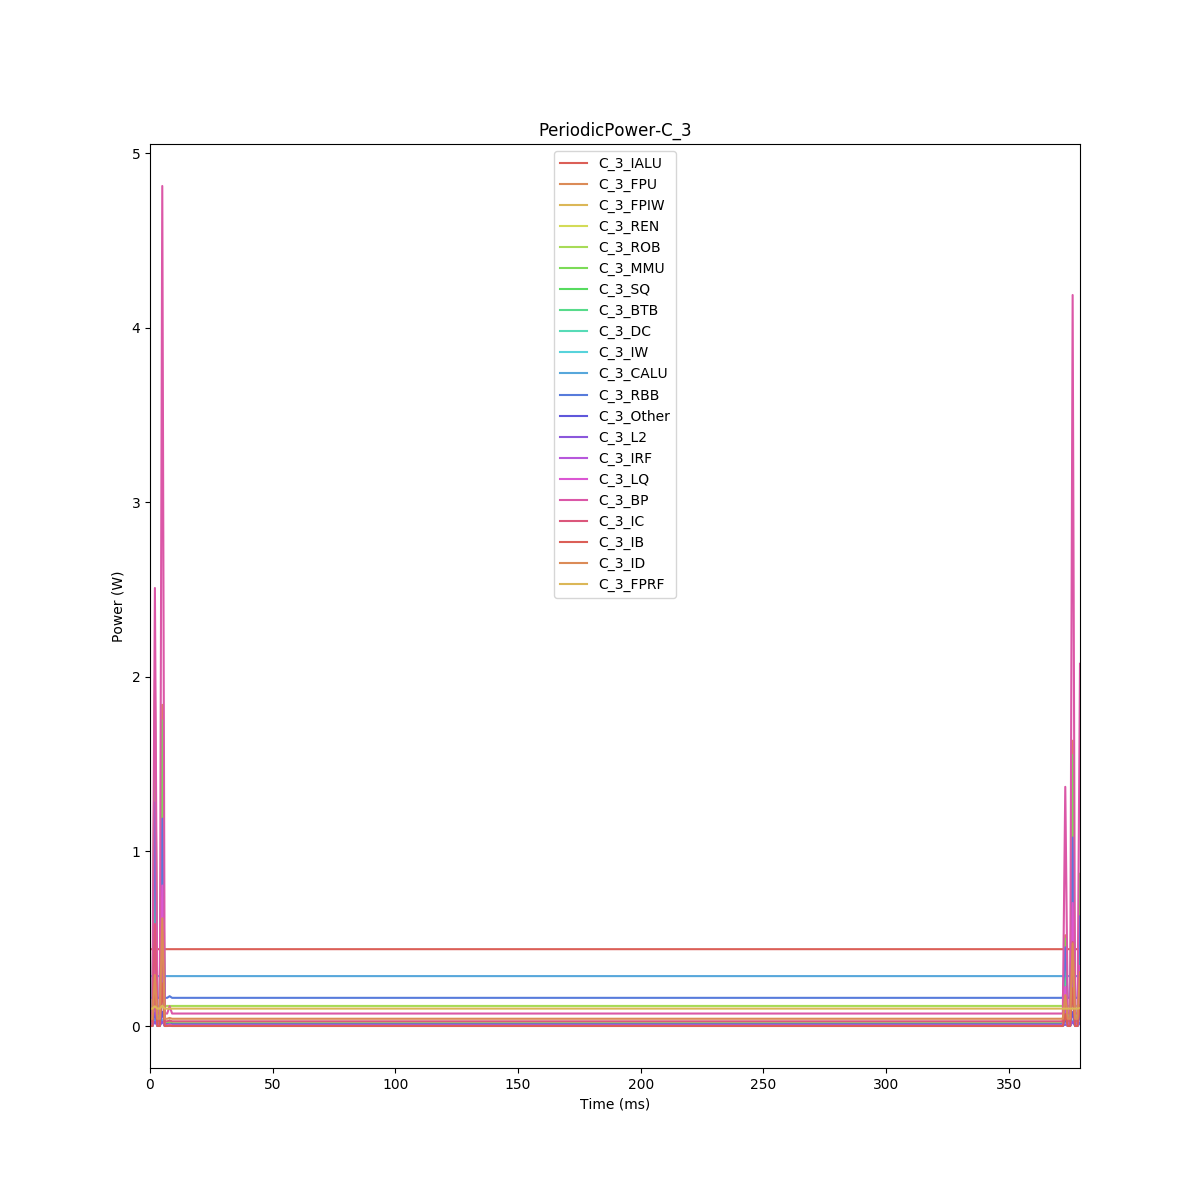 PeriodicPower-C_3
5
4
3
2
1
0
Power (W)
C_3_IALU
C_3_FPU
C_3_FPIW
C_3_REN
C_3_ROB
C_3_MMU
C_3_SQ
C_3_BTB
C_3_DC
C_3_IW
C_3_CALU
C_3_RBB
C_3_Other
C_3_L2
C_3_IRF
C_3_LQ
C_3_BP
C_3_IC
C_3_IB
C_3_ID
C_3_FPRF
0 50 100 150 200 250 300 350
Time (ms)